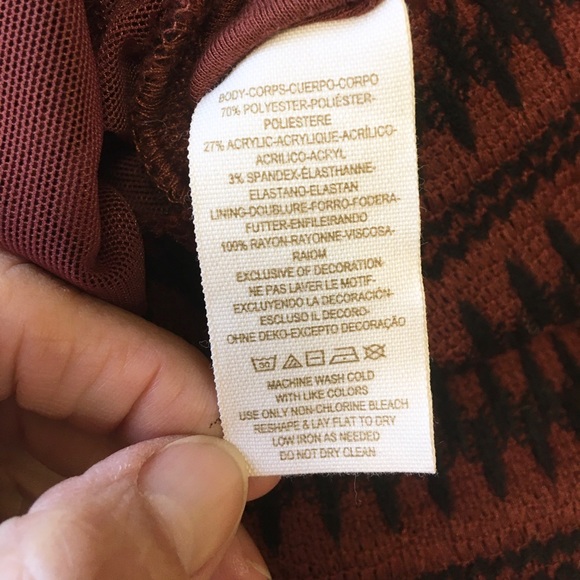 BODY-CORPS-CUERPO-CORPO
70% POLYESTER-POLIÉSTER-
POLIESTERE
27% ACRYLIC-ACRYLIQUE-ACRÍLICO-
ACRILICO-ACRYL
3% SPANDEX-ÉLASTHANNE-
ELASTANO-ELASTAN
LINING-DOUBLURE-FORRO-FODERA-
FUTTER-ENFILEIRANDO
100% RAYON-RAYONNE-VISCOSA-
RAIOM
EXCLUSIVE OF DECORATION-
NE PAS LAVER LE MOTIF-
EXCLUYENDO LA DECORACIÓN-
ESCLUSO IL DECORO-
OHNE DEKO-EXCEPTO DECORAÇÃO
30
MACHINE WASH COLD
WITH LIKE COLORS
USE ONLY NON-CHLORINE BLEACH
RESHAPE & LAY FLAT TO DRY
LOW IRON AS NEEDED
DO NOT DRY CLEAN